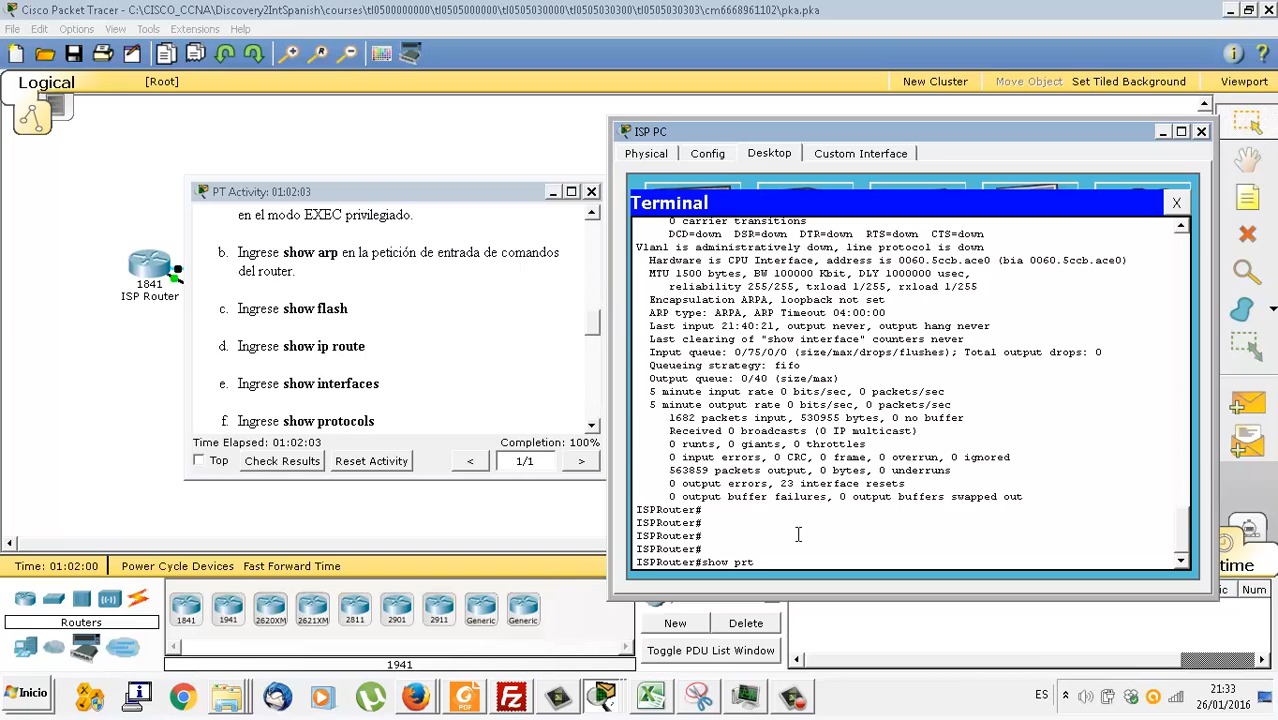 Cisco Packet Tracer - C:\CISCO_CCNA\Discovery2IntSpanish\courses\tl0500000000\tl0505000000\tl0505030000\tl0505030300\tl0505030303\cm6668961102\pka.pka
File Edit Options View Tools Extensions Help
Logical
[Root]
New Cluster
Move Object
Set Tiled Background
Viewport
1841
ISP Router
PT Activity: 01:02:03
en el modo EXEC privilegiado.
b. Ingrese show arp en la petición de entrada de comandos
del router.
c. Ingrese show flash
d. Ingrese show ip route
e. Ingrese show interfaces
f. Ingrese show protocols
Time Elapsed: 01:02:03
Completion: 100%
Top
Check Results
Reset Activity
<
1/1
>
ISP PC
Physical
Config
Desktop
Custom Interface
Terminal
X
0 carrier transitions
DCD=down DSR=down DTR=down RTS=down CTS=down
Vlan1 is administratively down, line protocol is down
Hardware is CPU Interface, address is 0060.5ccb.ace0 (bia 0060.5ccb.ace0)
MTU 1500 bytes, BW 100000 Kbit, DLY 1000000 usec,
reliability 255/255, txload 1/255, rxload 1/255
Encapsulation ARPA, loopback not set
ARP type: ARPA, ARP Timeout 04:00:00
Last input 21:40:21, output never, output hang never
Last clearing of "show interface" counters never
Input queue: 0/75/0/0 (size/max/drops/flushes); Total output drops: 0
Queueing strategy: fifo
Output queue: 0/40 (size/max)
5 minute input rate 0 bits/sec, 0 packets/sec
5 minute output rate 0 bits/sec, 0 packets/sec
1682 packets input, 530955 bytes, 0 no buffer
Received 0 broadcasts (0 IP multicast)
0 runts, 0 giants, 0 throttles
0 input errors, 0 CRC, 0 frame, 0 overrun, 0 ignored
563859 packets output, 0 bytes, 0 underruns
0 output errors, 23 interface resets
0 output buffer failures, 0 output buffers swapped out
ISPRouter#
ISPRouter#
ISPRouter#
ISPRouter#
ISPRouter#show prt
Time: 01:02:00
Power Cycle Devices
Fast Forward Time
time
Routers
1841
1941
2620XM
2621XM
2811
2901
2911
Generic
Generic
1941
New
Delete
Toggle PDU List Window
ic
Num
Inicio
ES
21:33
26/01/2016